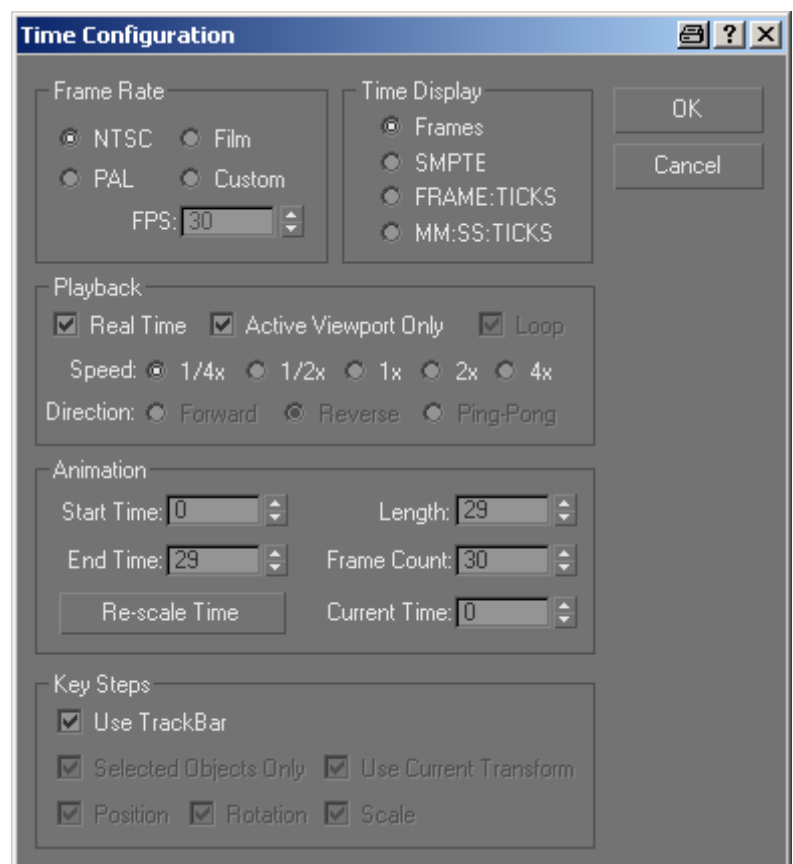 Time Configuration
Frame Rate
NTSC Film
PAL Custom
FPS: 30
Time Display
Frames
SMPTE
FRAME:TICKS
MM:SS:TICKS
OK
Cancel
Playback
Real Time Active Viewport Only Loop
Speed: 1/4x 1/2x 1x 2x 4x
Direction: Forward Reverse Ping-Pong
Animation
Start Time: 0 Length: 29
End Time: 29 Frame Count: 30
Re-scale Time Current Time: 0
Key Steps
Use TrackBar
Selected Objects Only Use Current Transform
Position Rotation Scale